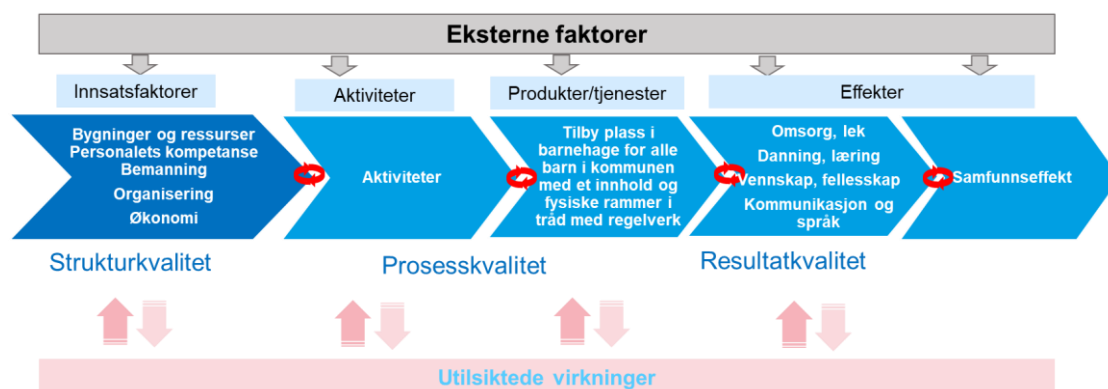 Eksterne faktorer
Innsatsfaktorer
Aktiviteter
Produkter/tjenester
Effekter
Bygninger og ressurser
Personalets kompetanse
Bemanning
Organisering
Økonomi
Aktiviteter
Tilby plass i
barnehage for alle
barn i kommunen
med et innhold og
fysiske rammer i
tråd med regelverk
Omsorg, lek
Danning, læring
Vennskap, fellesskap
Kommunikasjon og
språk
Samfunnseffekt
Strukturkvalitet
Prosesskvalitet
Resultatkvalitet
Utilsiktede virkninger